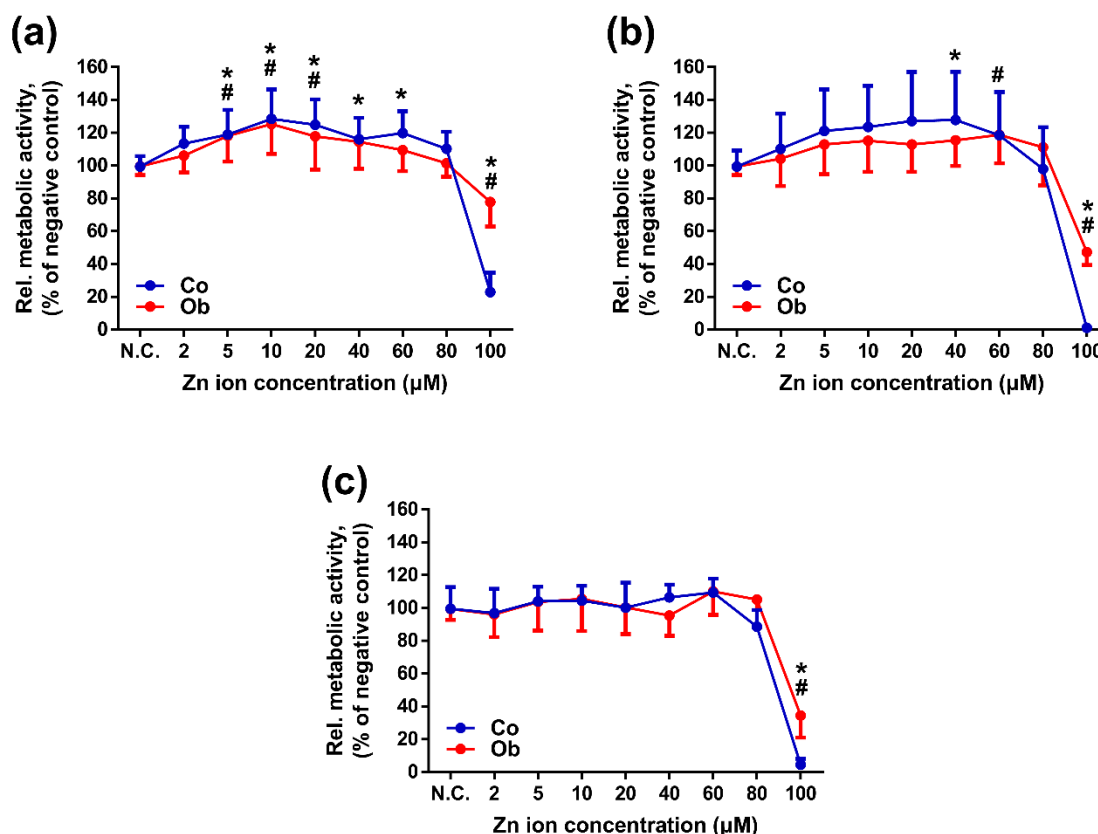 (a)
Rel. metabolic activity,
(% of negative control)
160
140
120
100
80
60
40
20
0
*
#
*
#
*
#
*
*
*
#
Co
Ob
N.C. 2 5 10 20 40 60 80 100
Zn ion concentration (µM)
(b)
Rel. metabolic activity,
(% of negative control)
160
140
120
100
80
60
40
20
0
*
#
*
#
Co
Ob
N.C. 2 5 10 20 40 60 80 100
Zn ion concentration (µM)
(c)
Rel. metabolic activity,
(% of negative control)
160
140
120
100
80
60
40
20
0
*
#
Co
Ob
N.C. 2 5 10 20 40 60 80 100
Zn ion concentration (µM)